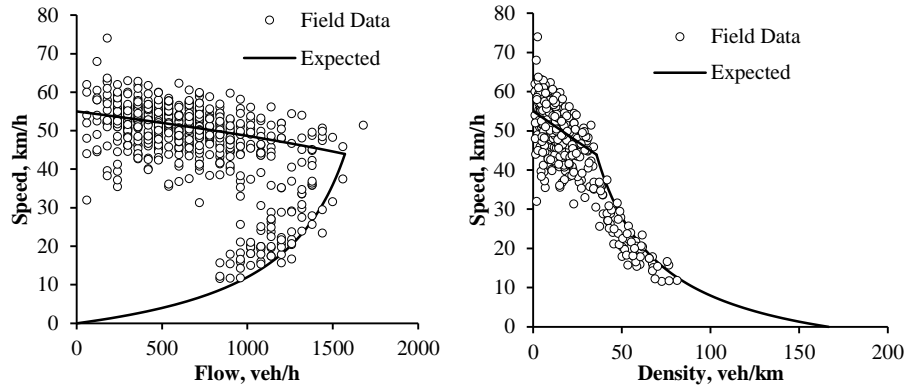 Field Data
Expected
80
70
60
50
40
30
20
10
0
Speed, km/h
0 500 1000 1500 2000
Flow, veh/h
Field Data
Expected
80
70
60
50
40
30
20
10
0
Speed, km/h
0 50 100 150 200
Density, veh/km